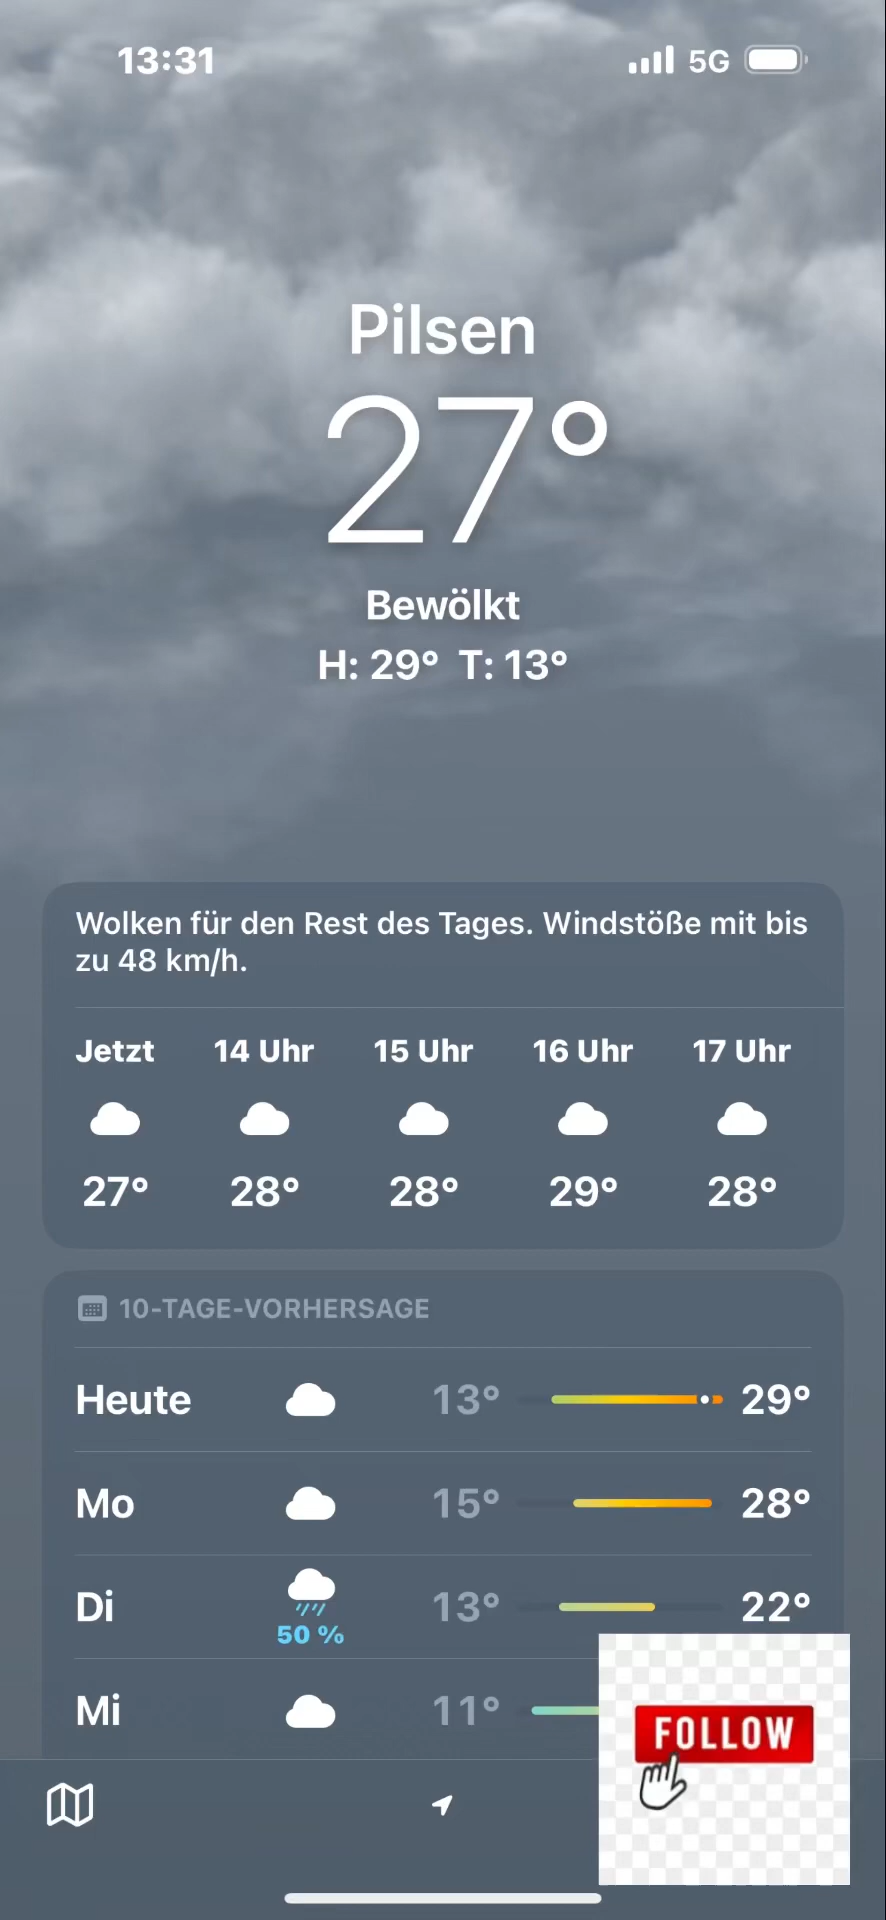 13:31 5G
Pilsen
27°
Bewölkt
H: 29° T: 13°
Wolken für den Rest des Tages. Windstöße mit bis
zu 48 km/h.
Jetzt 14 Uhr 15 Uhr 16 Uhr 17 Uhr
27° 28° 28° 29° 28°
10-TAGE-VORHERSAGE
Heute 13° 29°
Mo 15° 28°
Di 13° 22°
50 %
Mi 11°
FOLLOW